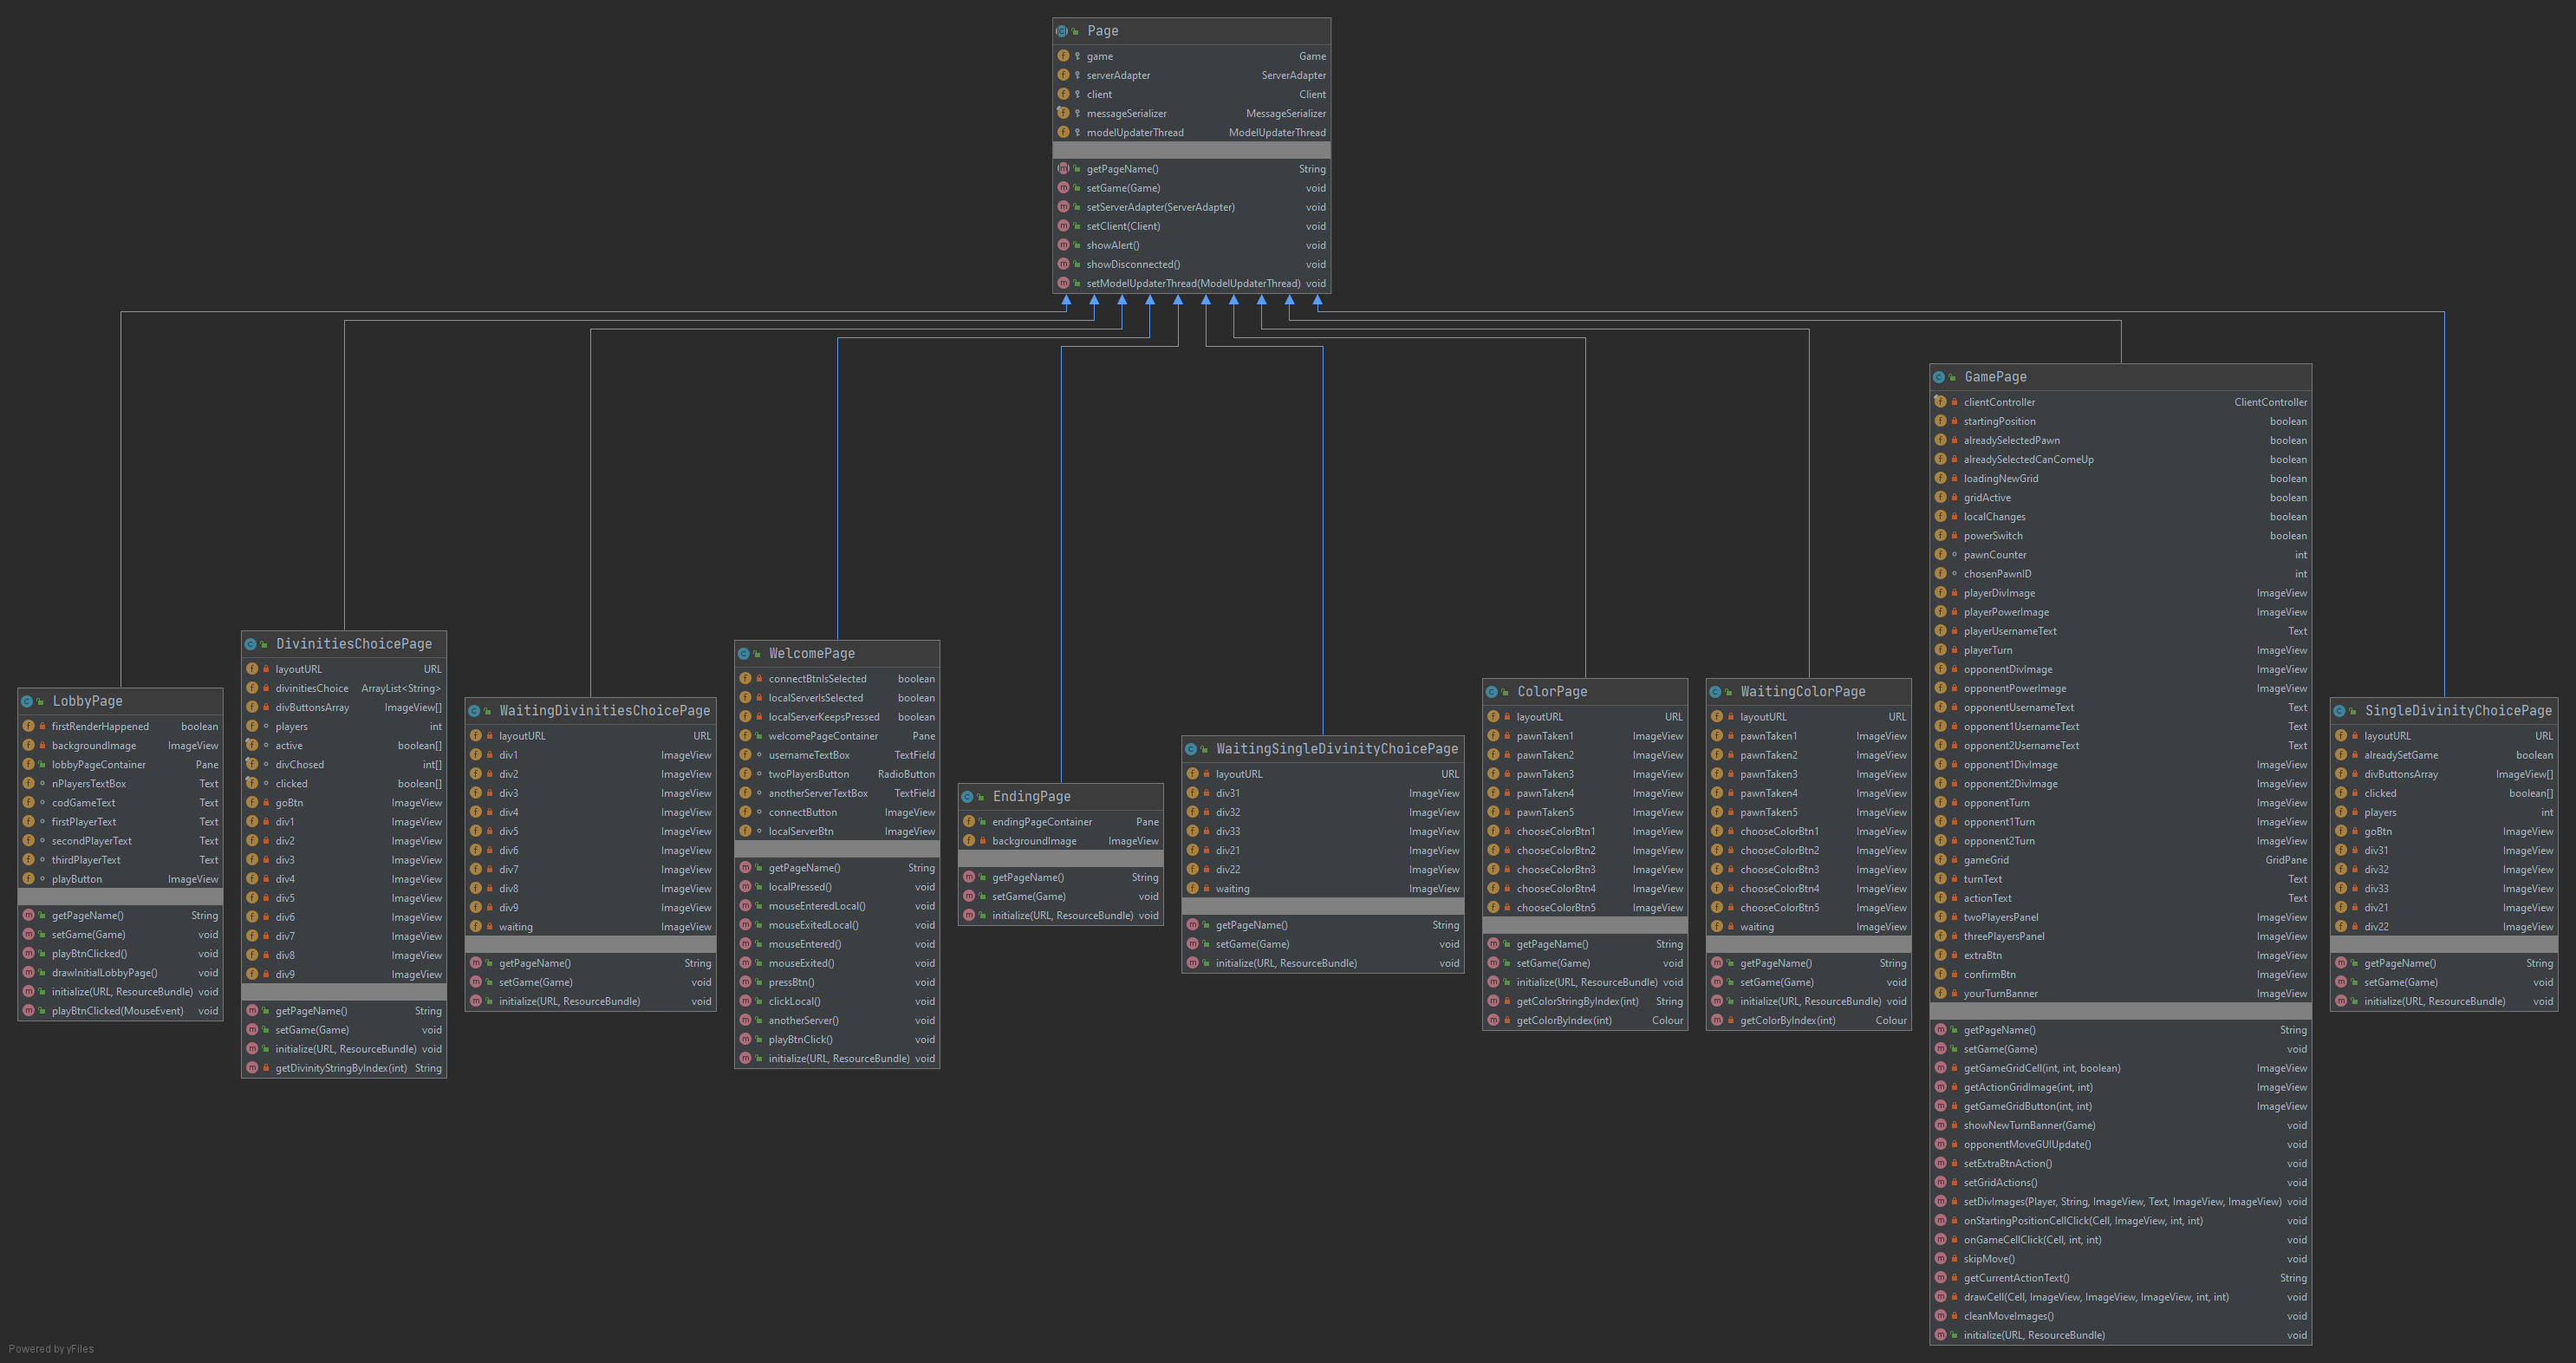 Page
game Game
serverAdapter ServerAdapter
client Client
messageSerializer MessageSerializer
modelUpdaterThread ModelUpdaterThread
getPageName() String
setGame(Game) void
setServerAdapter(ServerAdapter) void
setClient(Client) void
showAlert() void
showDisconnected() void
setModelUpdaterThread(ModelUpdaterThread) void
LobbyPage
firstRenderHappened boolean
backgroundImage ImageView
lobbyPageContainer Pane
nPlayersTextBox Text
codGameText Text
firstPlayerText Text
secondPlayerText Text
thirdPlayerText Text
playButton ImageView
getPageName() String
setGame(Game) void
playBtnClicked() void
drawInitialLobbyPage() void
initialize(URL, ResourceBundle) void
playBtnClicked(MouseEvent) void
DivinitiesChoicePage
layoutURL URL
divinitiesChoice ArrayList<String>
divButtonsArray ImageView[]
players int
active boolean[]
divChosed int[]
clicked boolean[]
goBtn ImageView
div1 ImageView
div2 ImageView
div3 ImageView
div4 ImageView
div5 ImageView
div6 ImageView
div7 ImageView
div8 ImageView
div9 ImageView
getPageName() String
setGame(Game) void
initialize(URL, ResourceBundle) void
getDivinityStringByIndex(int) String
WaitingDivinitiesChoicePage
layoutURL URL
div1 ImageView
div2 ImageView
div3 ImageView
div4 ImageView
div5 ImageView
div6 ImageView
div7 ImageView
div8 ImageView
div9 ImageView
waiting ImageView
getPageName() String
setGame(Game) void
initialize(URL, ResourceBundle) void
WelcomePage
connectBtnIsSelected boolean
localServerIsSelected boolean
localServerKeepsPressed boolean
welcomePageContainer Pane
usernameTextBox TextField
twoPlayersButton RadioButton
anotherServerTextBox TextField
connectButton ImageView
localServerBtn ImageView
getPageName() String
localPressed() void
mouseEnteredLocal() void
mouseExitedLocal() void
mouseEntered() void
mouseExited() void
pressBtn() void
clickLocal() void
anotherServer() void
playBtnClick() void
initialize(URL, ResourceBundle) void
EndingPage
endingPageContainer Pane
backgroundImage ImageView
getPageName() String
setGame(Game) void
initialize(URL, ResourceBundle) void
WaitingSingleDivinityChoicePage
layoutURL URL
div31 ImageView
div32 ImageView
div33 ImageView
div21 ImageView
div22 ImageView
waiting ImageView
getPageName() String
setGame(Game) void
initialize(URL, ResourceBundle) void
ColorPage
layoutURL URL
pawnTaken1 ImageView
pawnTaken2 ImageView
pawnTaken3 ImageView
pawnTaken4 ImageView
pawnTaken5 ImageView
chooseColorBtn1 ImageView
chooseColorBtn2 ImageView
chooseColorBtn3 ImageView
chooseColorBtn4 ImageView
chooseColorBtn5 ImageView
getPageName() String
setGame(Game) void
initialize(URL, ResourceBundle) void
getColorStringByIndex(int) String
getColorByIndex(int) Colour
WaitingColorPage
layoutURL URL
pawnTaken1 ImageView
pawnTaken2 ImageView
pawnTaken3 ImageView
pawnTaken4 ImageView
pawnTaken5 ImageView
chooseColorBtn1 ImageView
chooseColorBtn2 ImageView
chooseColorBtn3 ImageView
chooseColorBtn4 ImageView
chooseColorBtn5 ImageView
waiting ImageView
getPageName() String
setGame(Game) void
initialize(URL, ResourceBundle) void
getColorByIndex(int) Colour
GamePage
clientController ClientController
startingPosition boolean
alreadySelectedPawn boolean
alreadySelectedCanComeUp boolean
loadingNewGrid boolean
gridActive boolean
localChanges boolean
powerSwitch boolean
pawnCounter int
chosenPawnID int
playerDivImage ImageView
playerPowerImage ImageView
playerUsernameText Text
playerTurn ImageView
opponentDivImage ImageView
opponentPowerImage ImageView
opponentUsernameText Text
opponent1UsernameText Text
opponent2UsernameText Text
opponent1DivImage ImageView
opponent2DivImage ImageView
opponentTurn ImageView
opponent1Turn ImageView
opponent2Turn ImageView
gameGrid GridPane
turnText Text
actionText Text
twoPlayersPanel ImageView
threePlayersPanel ImageView
extraBtn ImageView
confirmBtn ImageView
yourTurnBanner ImageView
getPageName() String
setGame(Game) void
getGameGridCell(int, int, boolean) ImageView
getActionGridImage(int, int) ImageView
getGameGridButton(int, int) ImageView
showNewTurnBanner(Game) void
opponentMoveGUIUpdate() void
setExtraBtnAction() void
setGridActions() void
setDivImages(Player, String, ImageView, Text, ImageView, ImageView) void
onStartingPositionCellClick(Cell, ImageView, int, int) void
onGameCellClick(Cell, int, int) void
skipMove() void
getCurrentActionText() String
drawCell(Cell, ImageView, ImageView, ImageView, int, int) void
cleanMoveImages() void
initialize(URL, ResourceBundle) void
SingleDivinityChoicePage
layoutURL URL
alreadySetGame boolean
divButtonsArray ImageView[]
clicked boolean[]
players int
goBtn ImageView
div31 ImageView
div32 ImageView
div33 ImageView
div21 ImageView
div22 ImageView
getPageName() String
setGame(Game) void
initialize(URL, ResourceBundle) void
Powered by yFiles